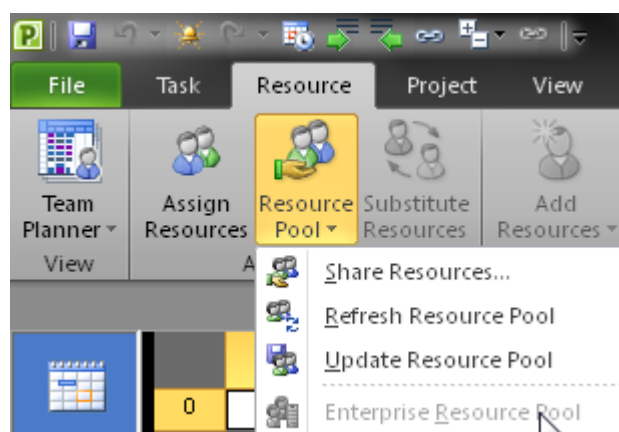 File Task Resource Project View
Team Planner
Assign Resources
Resource Pool
Substitute Resources
Add Resources
View
A
Share Resources...
Refresh Resource Pool
Update Resource Pool
Enterprise Resource Pool
0